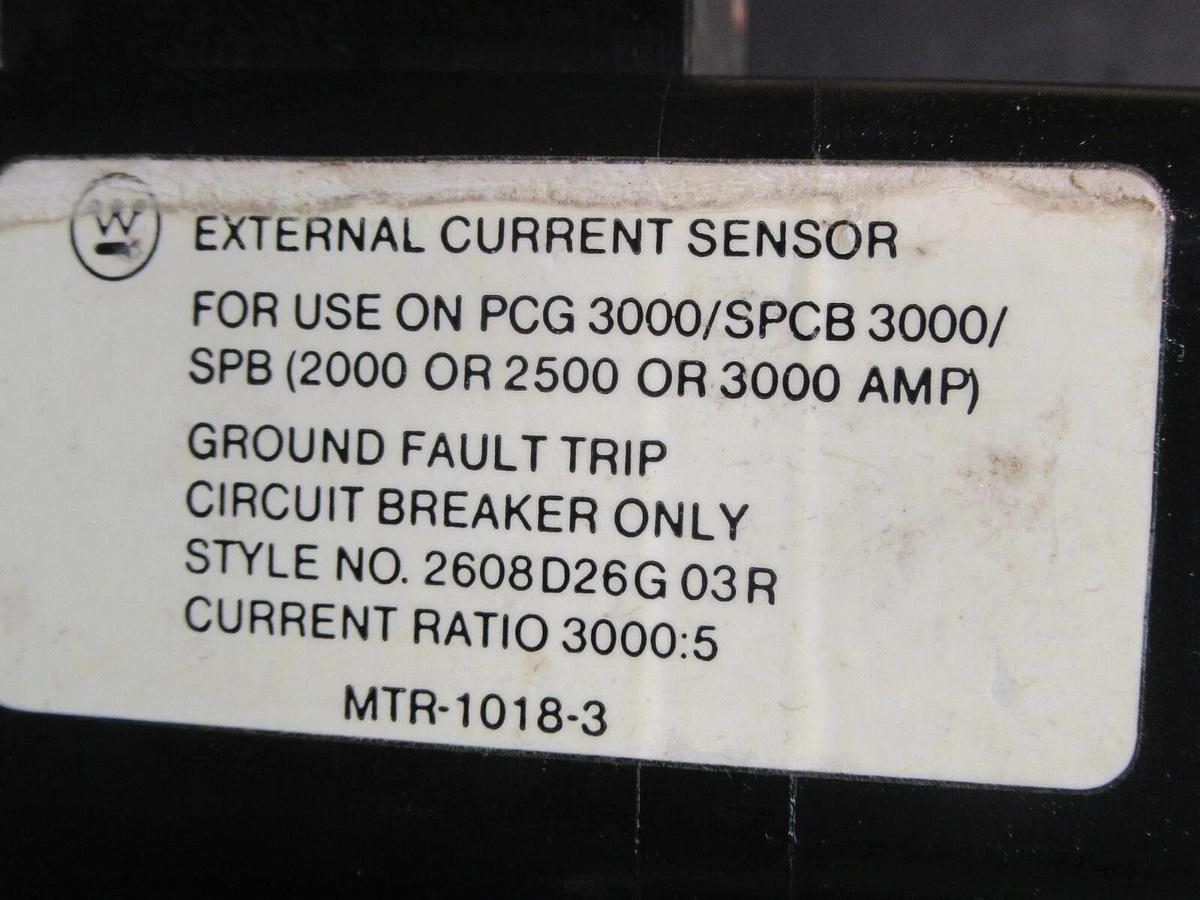 W
EXTERNAL CURRENT SENSOR
FOR USE ON PCG 3000/SPCB 3000/
SPB (2000 OR 2500 OR 3000 AMP)
GROUND FAULT TRIP
CIRCUIT BREAKER ONLY
STYLE NO. 2608D26G 03R
CURRENT RATIO 3000:5
MTR-1018-3